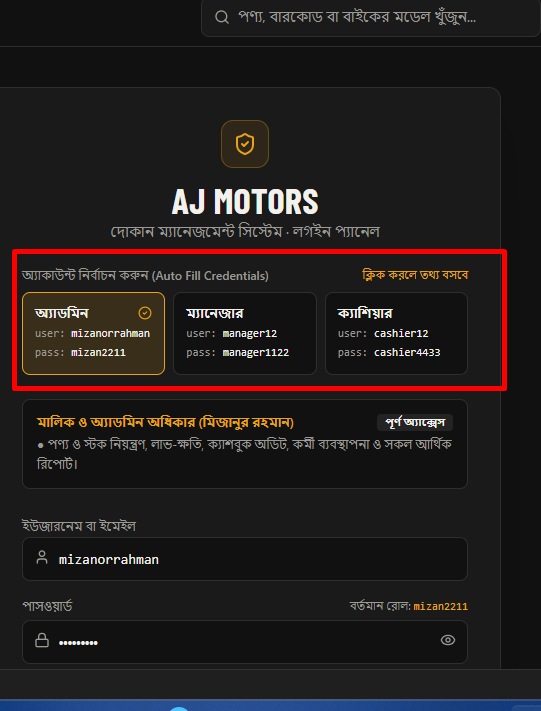 পণ্য, বারকোড বা বাইকের মডেল খুঁজুন...
AJ MOTORS
দোকান ম্যানেজমেন্ট সিস্টেম · লগইন প্যানেল
অ্যাকাউন্ট নির্বাচন করুন (Auto Fill Credentials)
ক্লিক করলে তথ্য বসবে
অ্যাডমিন
user: mizanorrahman
pass: mizan2211
ম্যানেজার
user: manager12
pass: manager1122
ক্যাশিয়ার
user: cashier12
pass: cashier4433
মালিক ও অ্যাডমিন অধিকার (মিজানুর রহমান)
পূর্ণ অ্যাক্সেস
● পণ্য ও স্টক নিয়ন্ত্রণ, লাভ-ক্ষতি, ক্যাশবুক অডিট, কর্মী ব্যবস্থাপনা ও সকল আর্থিক
রিপোর্ট।
ইউজারনেম বা ইমেইল
mizanorrahman
পাসওয়ার্ড
বর্তমান রোল: mizan2211
•••••••••